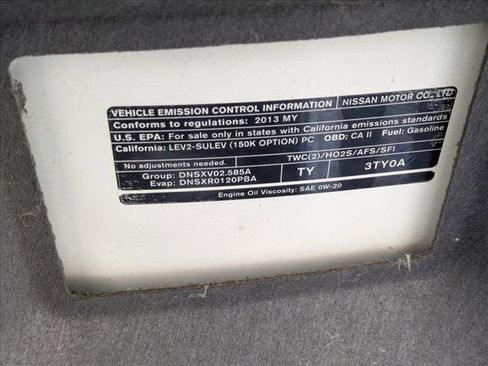 VEHICLE EMISSION CONTROL INFORMATION NISSAN MOTOR CO., LTD
Conforms to regulations: 2013 MY
U.S. EPA: For sale only in states with California emissions standards
California: LEV2-SULEV (150K OPTION) PC OBD: CA II Fuel: Gasoline
No adjustments needed. TWC(2)/HO2S/AFS/SFI
Group: DNSXV02.585A
Evap: DNSXR0120PBA
TY 3TY0A
Engine Oil Viscosity: SAE 0W-20